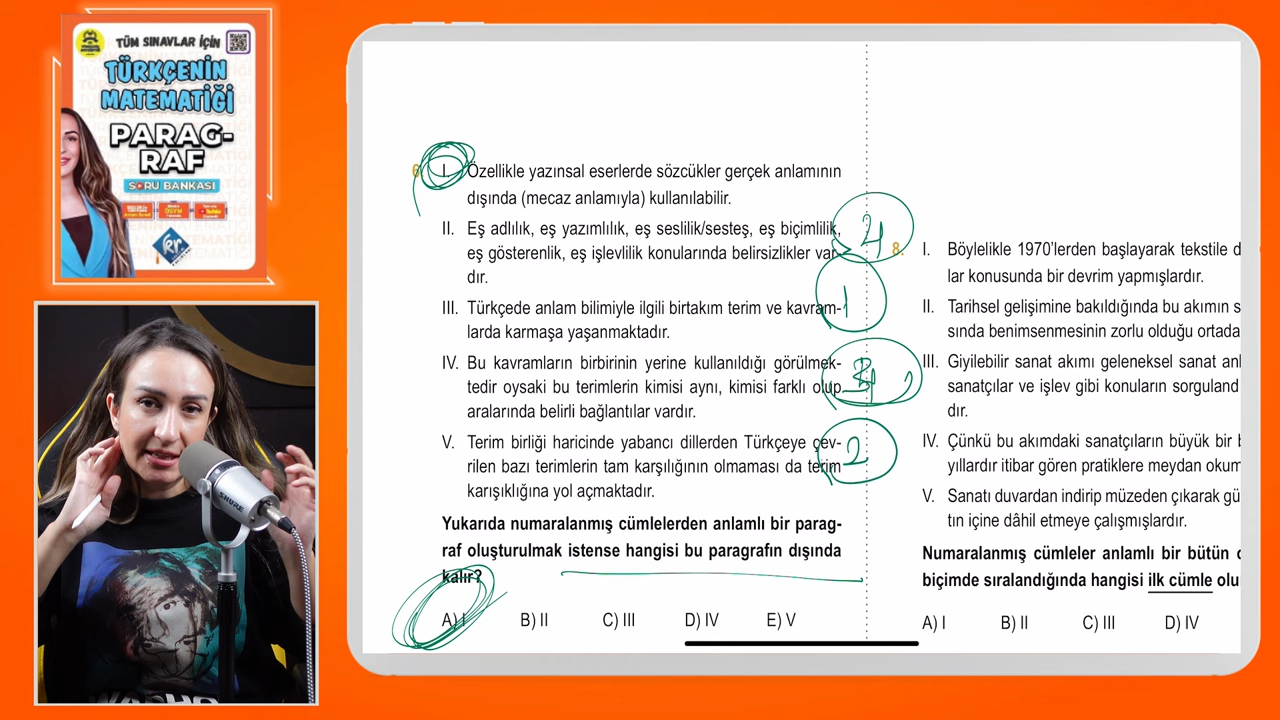 TÜM SINAVLAR İÇİN
TÜRKÇENİN
MATEMATİĞİ
PARAG-
RAF
SORU BANKASI
SHURE
I. Özellikle yazınsal eserlerde sözcükler gerçek anlamının
dışında (mecaz anlamıyla) kullanılabilir.
II. Eş adlılık, eş yazımlılık, eş seslilik/sesteş, eş biçimlilik,
eş gösterenlik, eş işlevlilik konularında belirsizlikler var-
dır.
III. Türkçede anlam bilimiyle ilgili birtakım terim ve kavram-
larda karmaşa yaşanmaktadır.
IV. Bu kavramların birbirinin yerine kullanıldığı görülmek-
tedir oysaki bu terimlerin kimisi aynı, kimisi farklı olup
aralarında belirli bağlantılar vardır.
V. Terim birliği haricinde yabancı dillerden Türkçeye çev-
rilen bazı terimlerin tam karşılığının olmaması da terim
karışıklığına yol açmaktadır.
Yukarıda numaralanmış cümlelerden anlamlı bir parag-
raf oluşturulmak istense hangisi bu paragrafın dışında
kalır?
A) I B) II C) III D) IV E) V
4
1
3
2
8.
I. Böylelikle 1970’lerden başlayarak tekstile d
lar konusunda bir devrim yapmışlardır.
II. Tarihsel gelişimine bakıldığında bu akımın s
sında benimsenmesinin zorlu olduğu ortada
III. Giyilebilir sanat akımı geleneksel sanat anl
sanatçılar ve işlev gibi konuların sorguland
dır.
IV. Çünkü bu akımdaki sanatçıların büyük bir b
yıllardır itibar gören pratiklere meydan okum
V. Sanatı duvardan indirip müzeden çıkarak gü
tın içine dâhil etmeye çalışmışlardır.
Numaralanmış cümleler anlamlı bir bütün o
biçimde sıralandığında hangisi ilk cümle olu
A) I B) II C) III D) IV